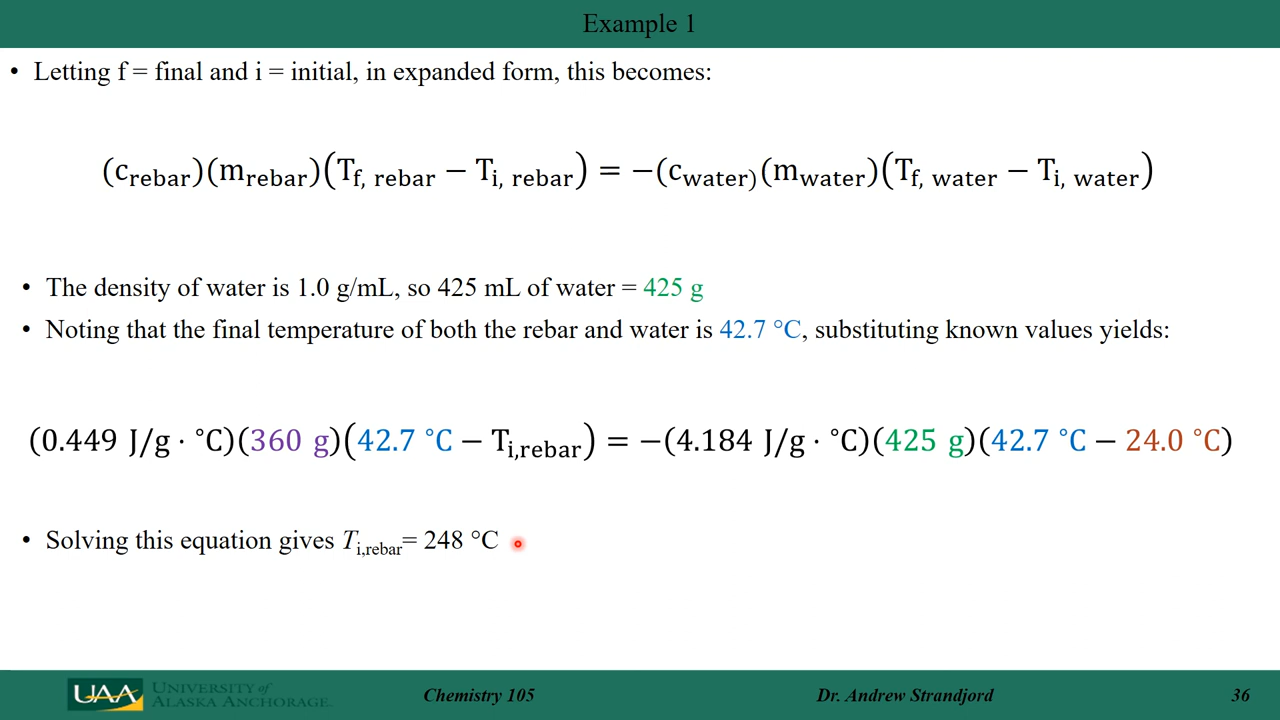 Example 1
• Letting f = final and i = initial, in expanded form, this becomes:
(c_rebar)(m_rebar)(T_f, rebar − T_i, rebar) = −(c_water)(m_water)(T_f, water − T_i, water)
• The density of water is 1.0 g/mL, so 425 mL of water = 425 g
• Noting that the final temperature of both the rebar and water is 42.7 °C, substituting known values yields:
(0.449 J/g · °C)(360 g)(42.7 °C − T_i,rebar) = −(4.184 J/g · °C)(425 g)(42.7 °C − 24.0 °C)
• Solving this equation gives T_i,rebar= 248 °C
UAA UNIVERSITY of
ALASKA ANCHORAGE.
Chemistry 105
Dr. Andrew Strandjord
36